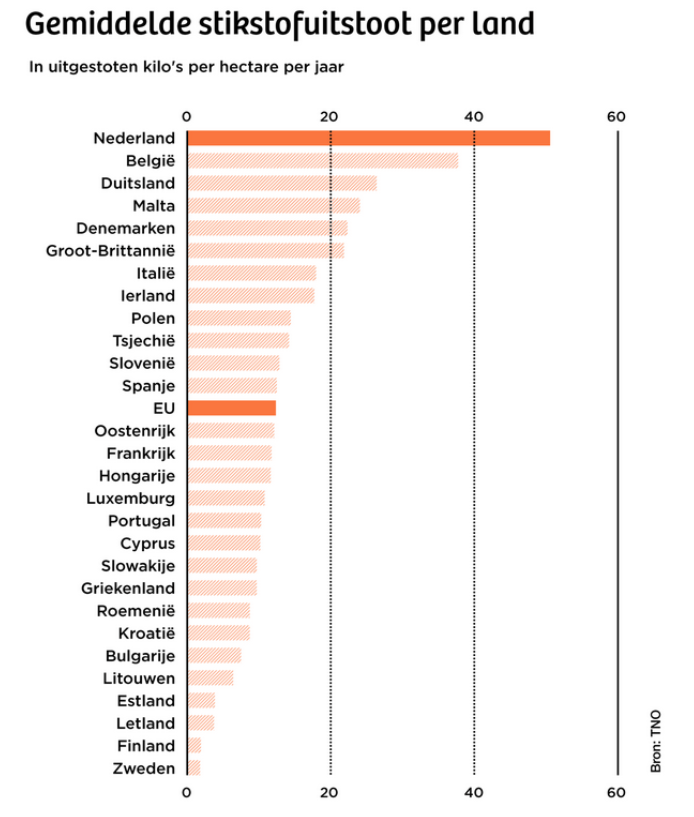 Gemiddelde stikstofuitstoot per land
In uitgestoten kilo's per hectare per jaar
0 20 40 60
Nederland
België
Duitsland
Malta
Denemarken
Groot-Brittannië
Italië
Ierland
Polen
Tsjechië
Slovenië
Spanje
EU
Oostenrijk
Frankrijk
Hongarije
Luxemburg
Portugal
Cyprus
Slowakije
Griekenland
Roemenië
Kroatië
Bulgarije
Litouwen
Estland
Letland
Finland
Zweden
0 20 40 60
Bron: TNO